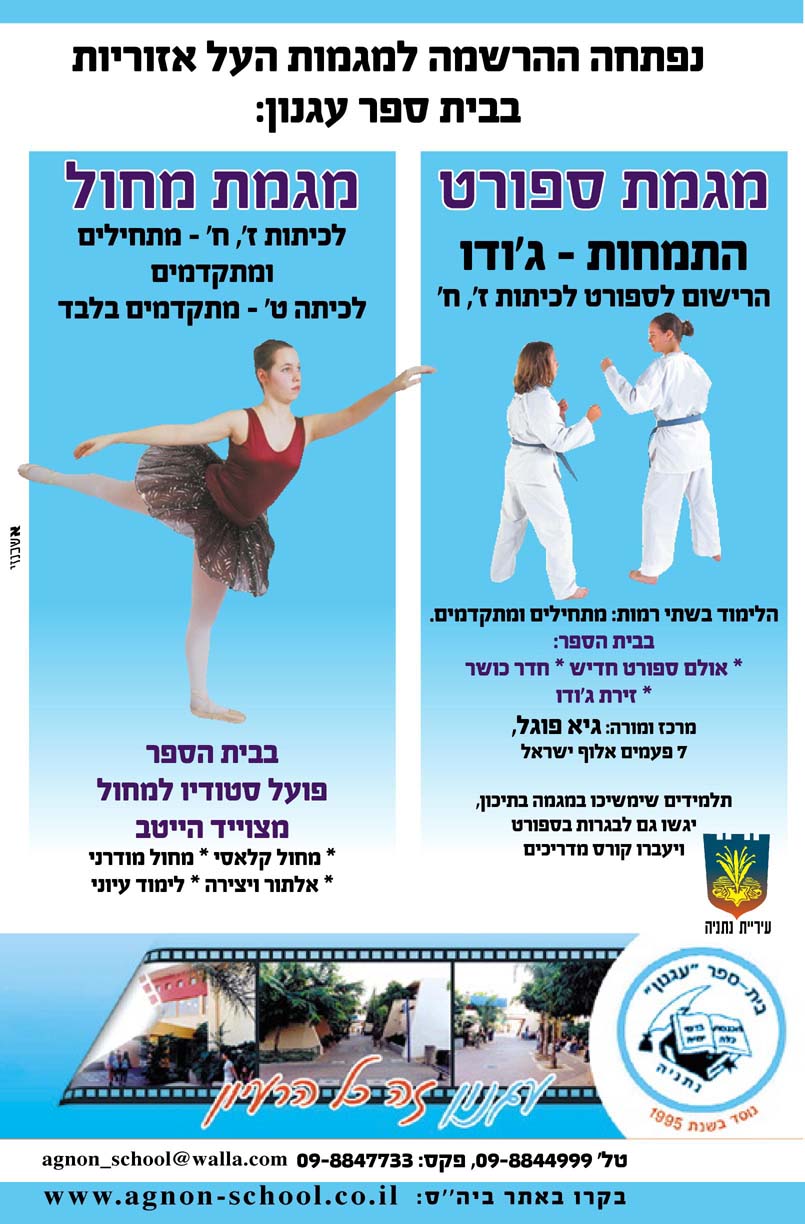 נפתחה ההרשמה למגמות העל אזוריות
בבית ספר עגנון:
מגמת ספורט
התמחות - ג'ודו
הרישום לספורט לכיתות ז', ח'
הלימוד בשתי רמות: מתחילים ומתקדמים.
בבית הספר:
* אולם ספורט חדיש * חדר כושר
* זירת ג'ודו
מרכז ומורה: גיא פוגל,
7 פעמים אלוף ישראל
תלמידים שימשיכו במגמה בתיכון,
יגשו גם לבגרות בספורט
ויעברו קורס מדריכים
עיריית נתניה
מגמת מחול
לכיתות ז', ח' - מתחילים
ומתקדמים
לכיתה ט' - מתקדמים בלבד
בבית הספר
פועל סטודיו למחול
מצוייד הייטב
* מחול קלאסי * מחול מודרני
* אלתור ויצירה * לימוד עיוני
בית-ספר "עגנון"
נתניה
נוסד בשנת 1995
עגנון זה כל הרעיון
טל' 09-8844999, פקס: 09-8847733 agnon_school@walla.com
בקרו באתר ביה''ס: www.agnon-school.co.il